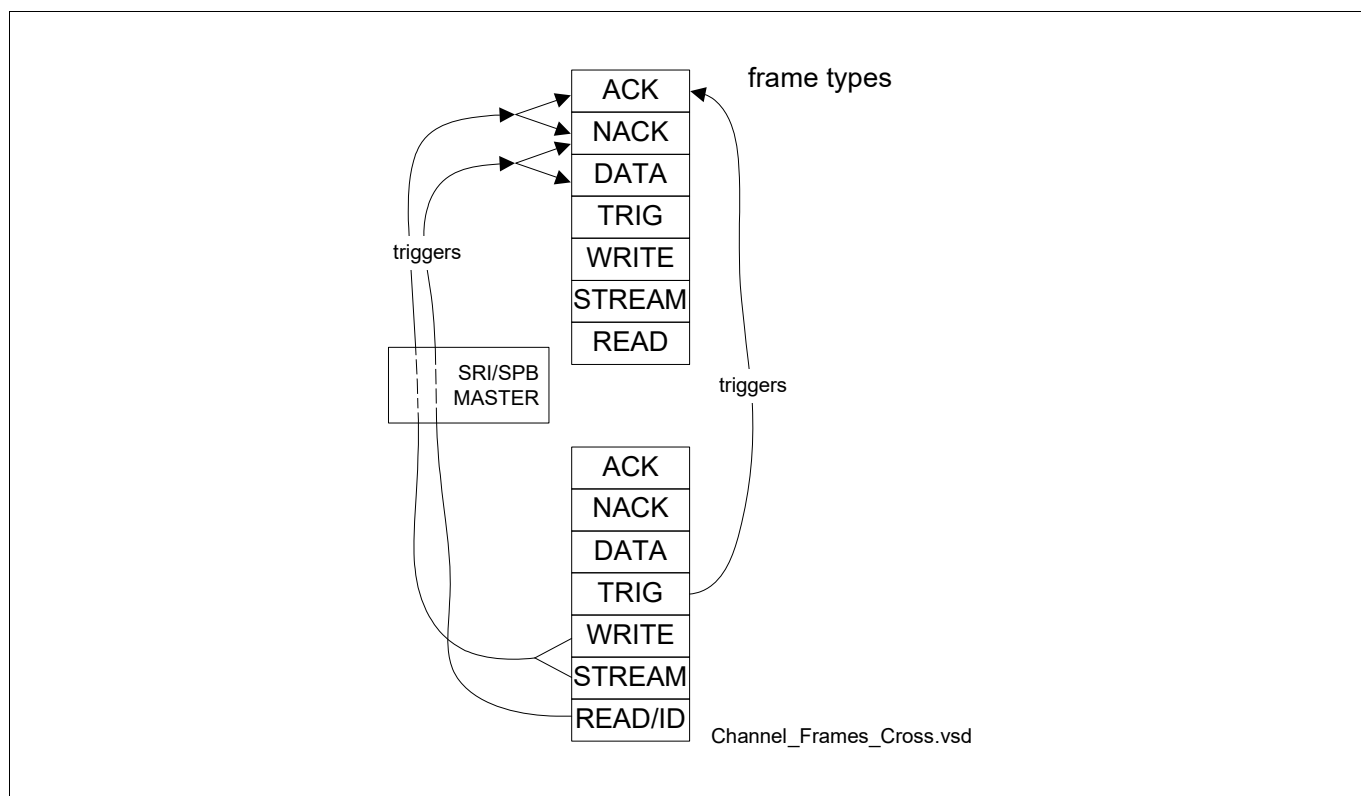 frame types
ACK
NACK
DATA
TRIG
WRITE
STREAM
READ
triggers
SRI/SPB
MASTER
triggers
ACK
NACK
DATA
TRIG
WRITE
STREAM
READ/ID
Channel_Frames_Cross.vsd